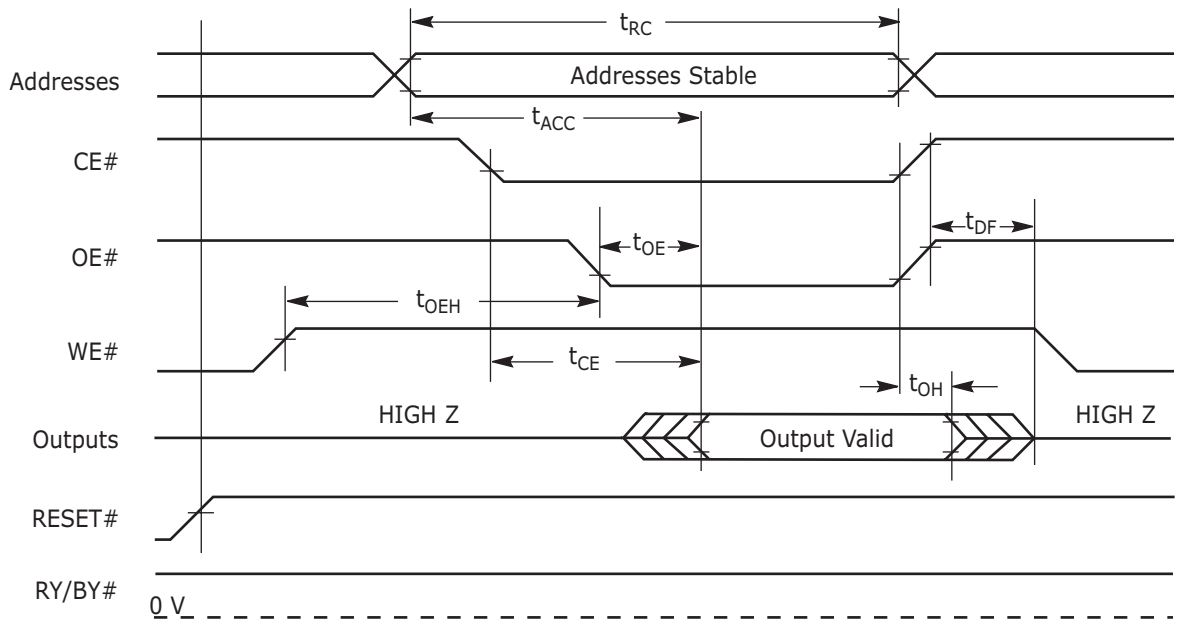 tRC
Addresses
Addresses Stable
tACC
CE#
tDF
OE#
tOE
tOEH
WE#
tCE
tOH
HIGH Z
HIGH Z
Outputs
Output Valid
RESET#
RY/BY#
0 V